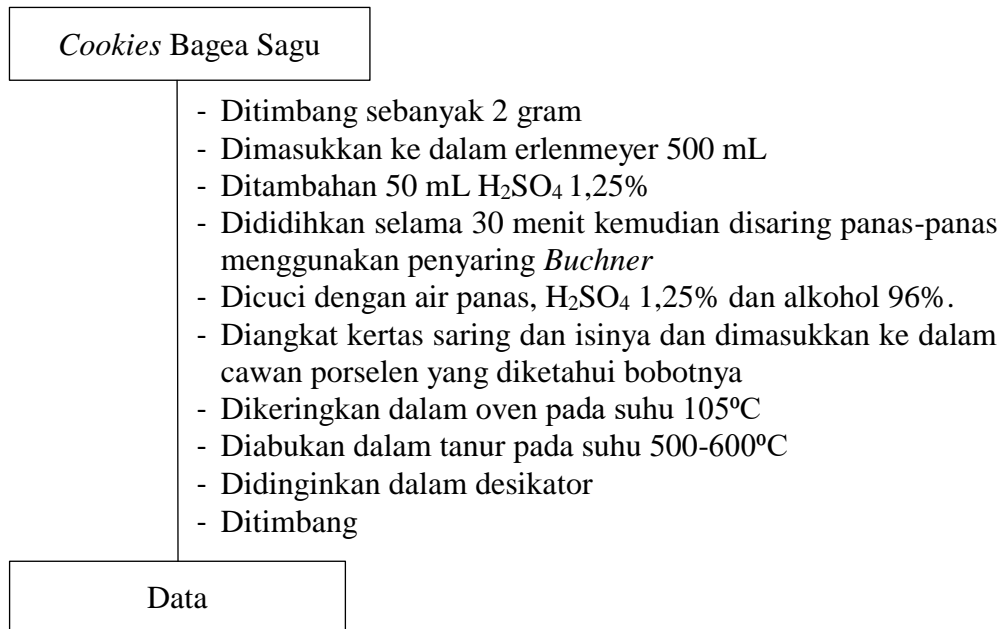 Cookies Bagea Sagu
- Ditimbang sebanyak 2 gram
- Dimasukkan ke dalam erlenmeyer 500 mL
- Ditambahan 50 mL H₂SO₄ 1,25%
- Dididihkan selama 30 menit kemudian disaring panas-panas
menggunakan penyaring Buchner
- Dicuci dengan air panas, H₂SO₄ 1,25% dan alkohol 96%.
- Diangkat kertas saring dan isinya dan dimasukkan ke dalam
cawan porselen yang diketahui bobotnya
- Dikeringkan dalam oven pada suhu 105⁰C
- Diabukan dalam tanur pada suhu 500-600⁰C
- Didinginkan dalam desikator
- Ditimbang
Data